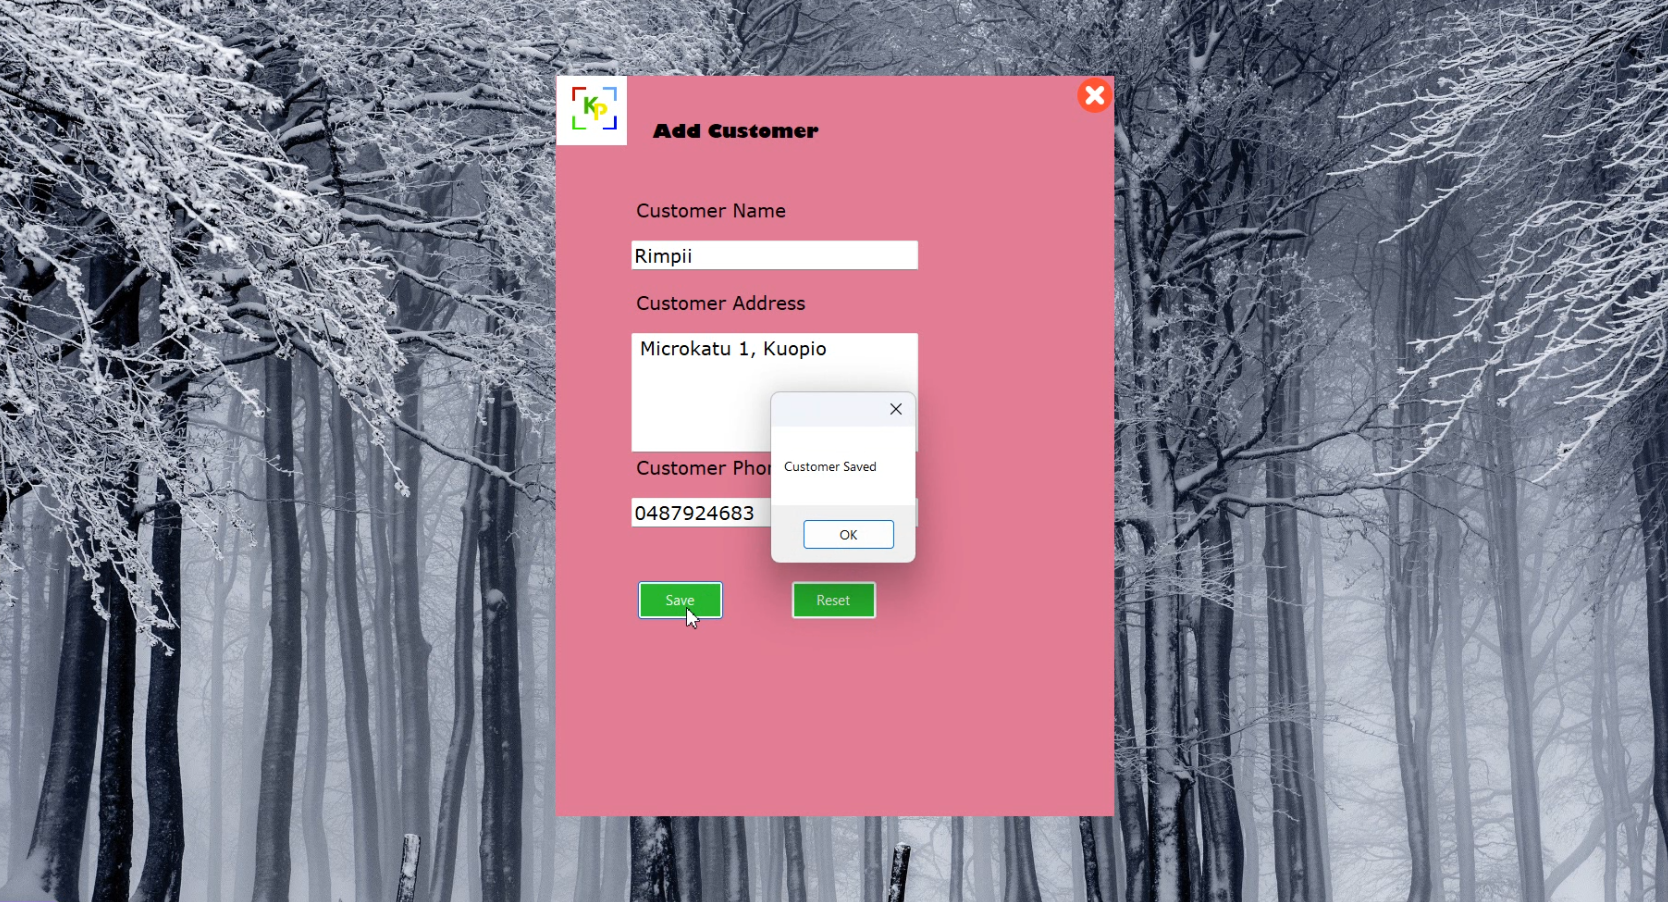 KP
Add Customer
Customer Name
Rimpii
Customer Address
Microkatu 1, Kuopio
Customer Phon
0487924683
Customer Saved
OK
Save
Reset